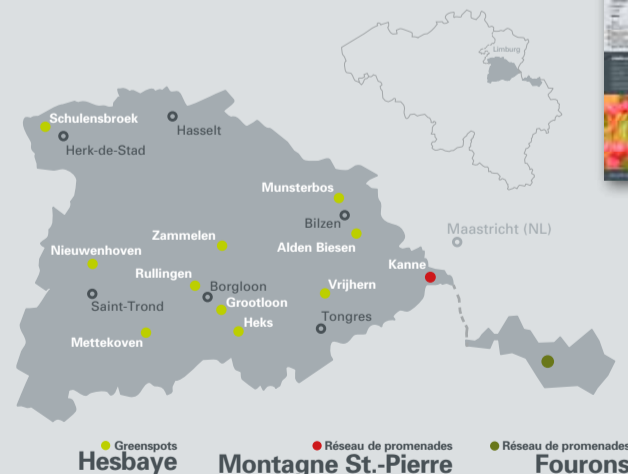 Limburg
Schulensbroek
Hasselt
Herk-de-Stad
Munsterbos
Bilzen
Maastricht (NL)
Zammelen
Alden Biesen
Nieuwenhoven
Kanne
Rullingen
Borgloon
Vrijhern
Saint-Trond
Grootloon
Heks
Tongres
Mettekoven
Greenspots
Hesbaye
Réseau de promenades
Montagne St.-Pierre
Réseau de promenades
Fourons